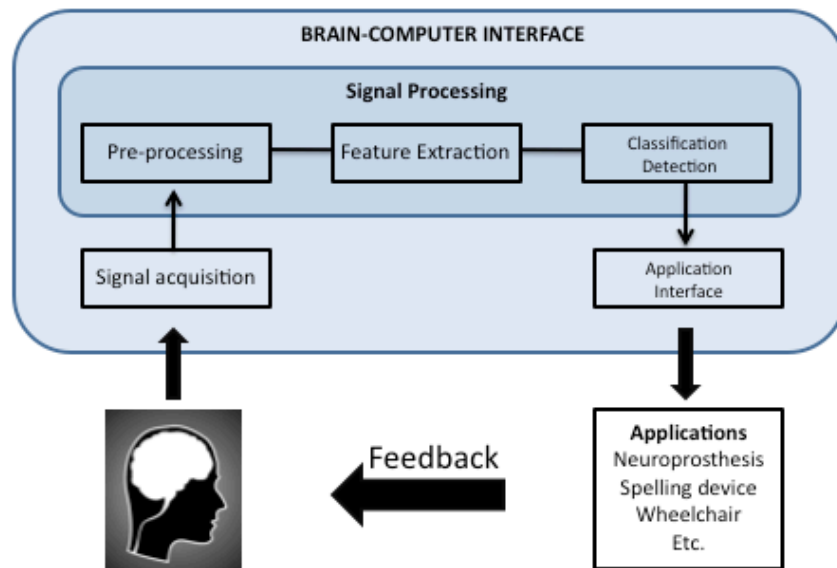 BRAIN-COMPUTER INTERFACE
Signal Processing
Pre-processing
Feature Extraction
Classification
Detection
Signal acquisition
Application
Interface
Feedback
Applications
Neuroprosthesis
Spelling device
Wheelchair
Etc.